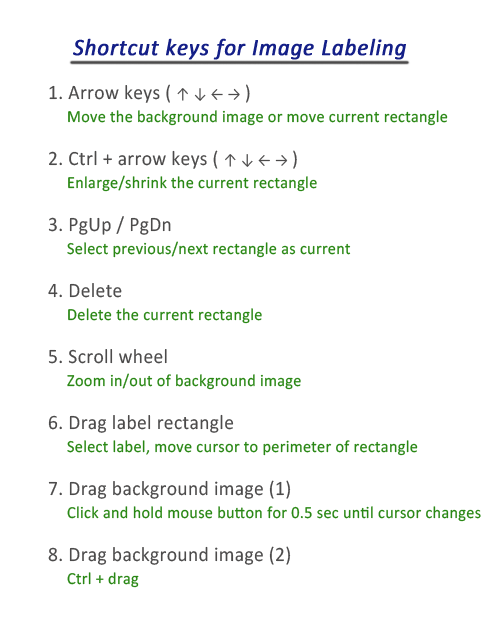 Shortcut keys for Image Labeling
1. Arrow keys ( ↑ ↓ ← → )
Move the background image or move current rectangle
2. Ctrl + arrow keys ( ↑ ↓ ← → )
Enlarge/shrink the current rectangle
3. PgUp / PgDn
Select previous/next rectangle as current
4. Delete
Delete the current rectangle
5. Scroll wheel
Zoom in/out of background image
6. Drag label rectangle
Select label, move cursor to perimeter of rectangle
7. Drag background image (1)
Click and hold mouse button for 0.5 sec until cursor changes
8. Drag background image (2)
Ctrl + drag